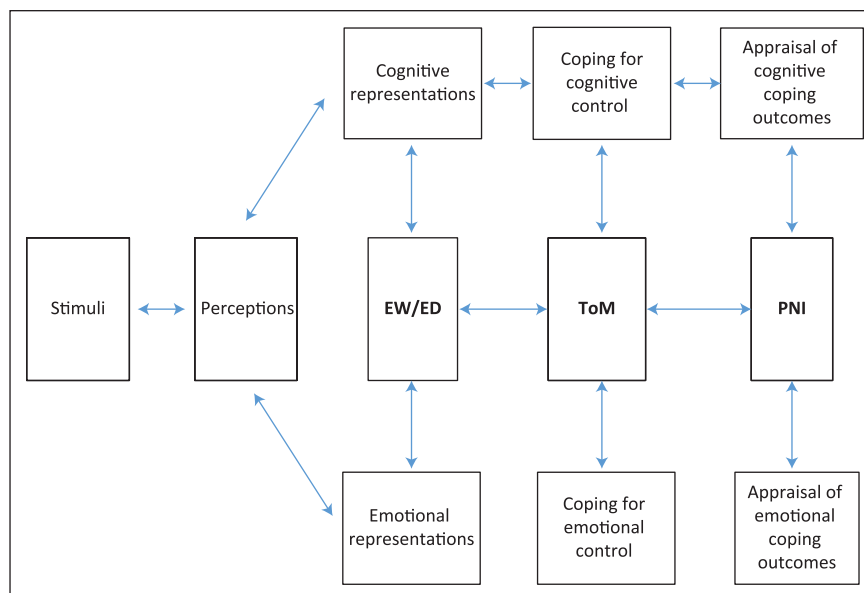 Cognitive
representations
Coping for
cognitive
control
Appraisal of
cognitive
coping
outcomes
Stimuli
Perceptions
EW/ED
ToM
PNI
Emotional
representations
Coping for
emotional
control
Appraisal of
emotional
coping
outcomes